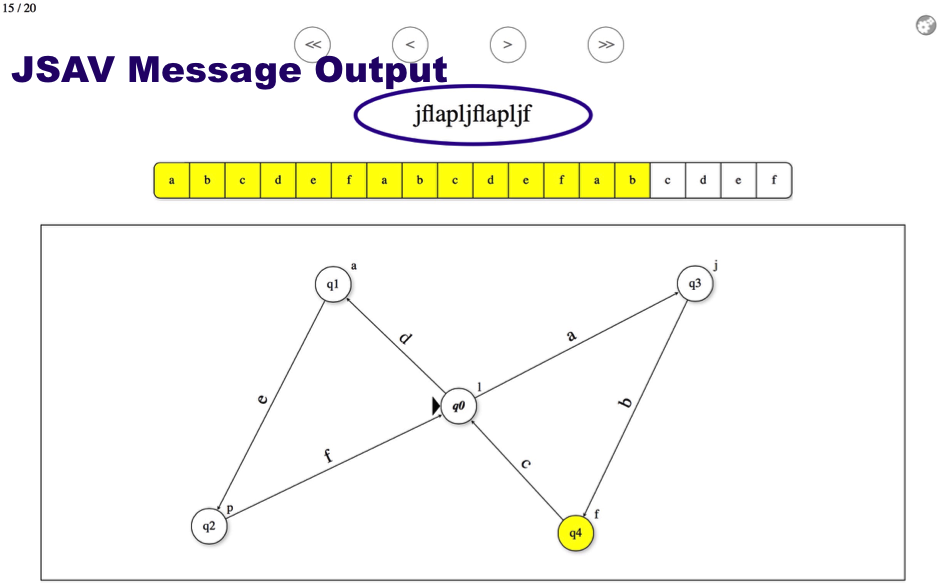 15 / 20
<< < > >>
JSAV Message Output
jflapljflapljf
a b c d e f a b c d e f a b c d e f
a
q1
j
q3
d
a
e
l
q0
b
f
c
p
q2
f
q4